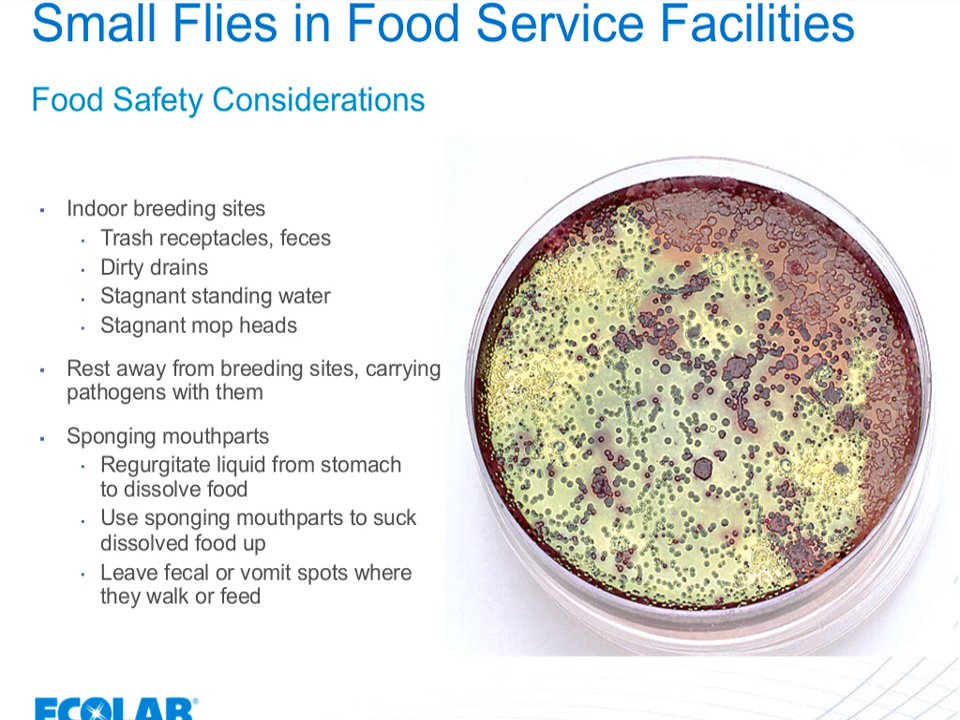 Small Flies in Food Service Facilities
Food Safety Considerations
▪ Indoor breeding sites
▪ Trash receptacles, feces
▪ Dirty drains
▪ Stagnant standing water
▪ Stagnant mop heads
▪ Rest away from breeding sites, carrying
pathogens with them
▪ Sponging mouthparts
▪ Regurgitate liquid from stomach
to dissolve food
▪ Use sponging mouthparts to suck
dissolved food up
▪ Leave fecal or vomit spots where
they walk or feed
ECOLAB®